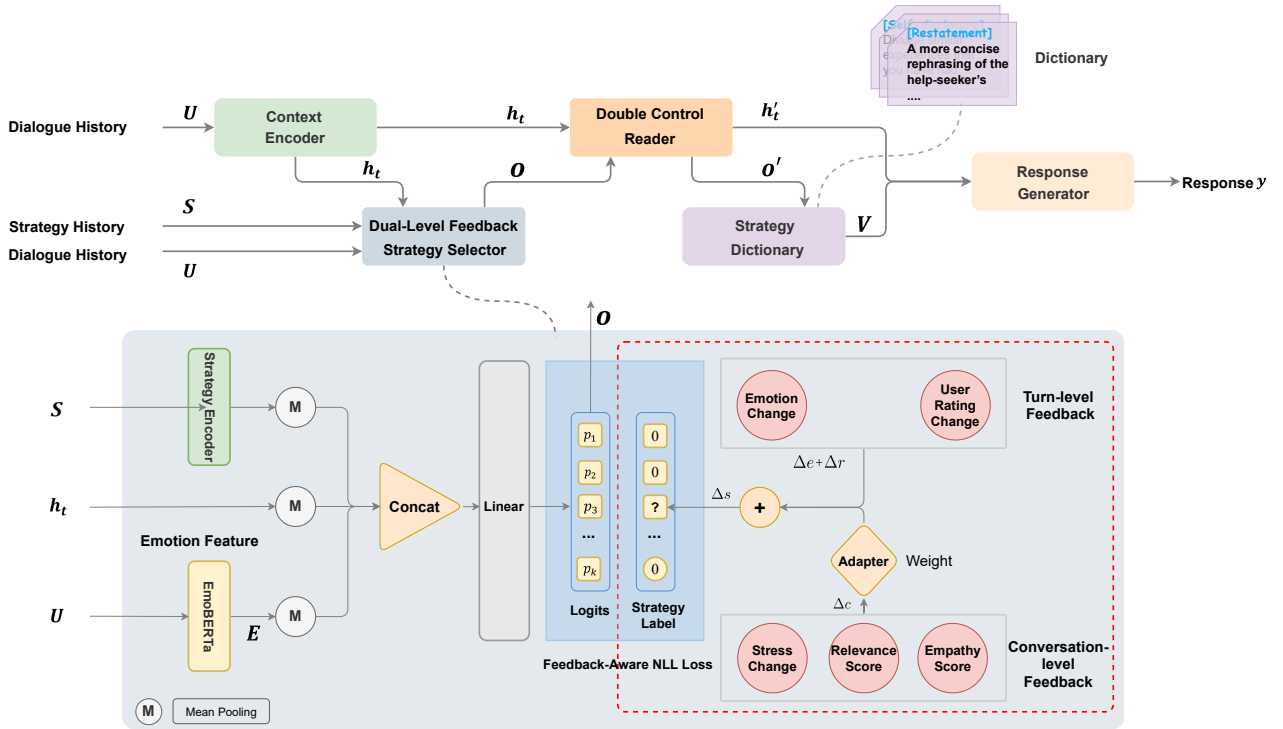 [Restatement]
A more concise
rephrasing of the
help-seeker's
....
Dictionary
Dialogue History
U
Context
Encoder
h_t
Double Control
Reader
h'_t
h_t
O
O'
Response
Generator
Response y
Strategy History
S
Dialogue History
U
Dual-Level Feedback
Strategy Selector
Strategy
Dictionary
V
O
S
Strategy Encoder
M
h_t
M
Emotion Feature
U
EmoBERTa
E
M
Concat
Linear
p_1
p_2
p_3
...
p_k
Logits
0
0
?
...
0
Strategy
Label
Feedback-Aware NLL Loss
Emotion
Change
User
Rating
Change
Turn-level
Feedback
Δe+Δr
Δs
+
Adapter
Weight
Δc
Stress
Change
Relevance
Score
Empathy
Score
Conversation-
level
Feedback
M
Mean Pooling